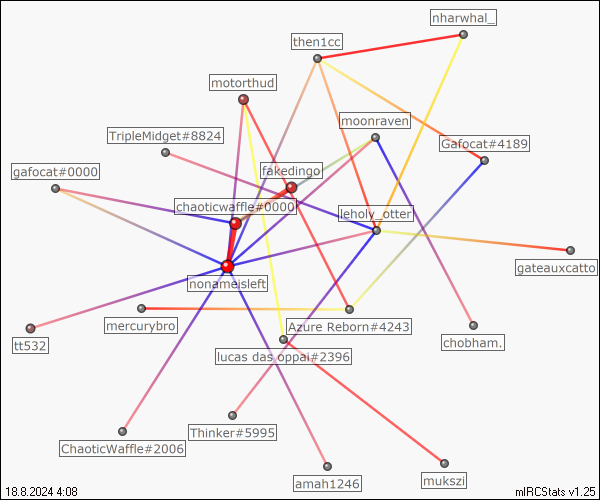 nharwhal_
then1cc
motorthud
moonraven
TripleMidget#8824
Gafocat#4189
gafocat#0000
fakedingo
chaoticwaffle#0000
leholy_otter
gateauxcatto
nonameisleft
mercurybro
Azure Reborn#4243
tt532
chobham.
lucas das oppai#2396
Thinker#5995
ChaoticWaffle#2006
mukszi
amah1246
18.8.2024 4:08
mIRCStats v1.25